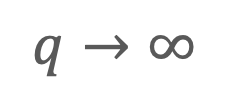 q → ∞